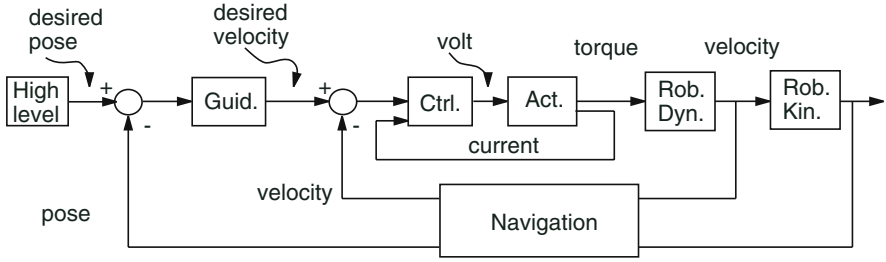 desired
pose
desired
velocity
volt
torque
velocity
High
level
+
-
Guid.
+
-
Ctrl.
Act.
Rob.
Dyn.
Rob.
Kin.
current
velocity
pose
Navigation